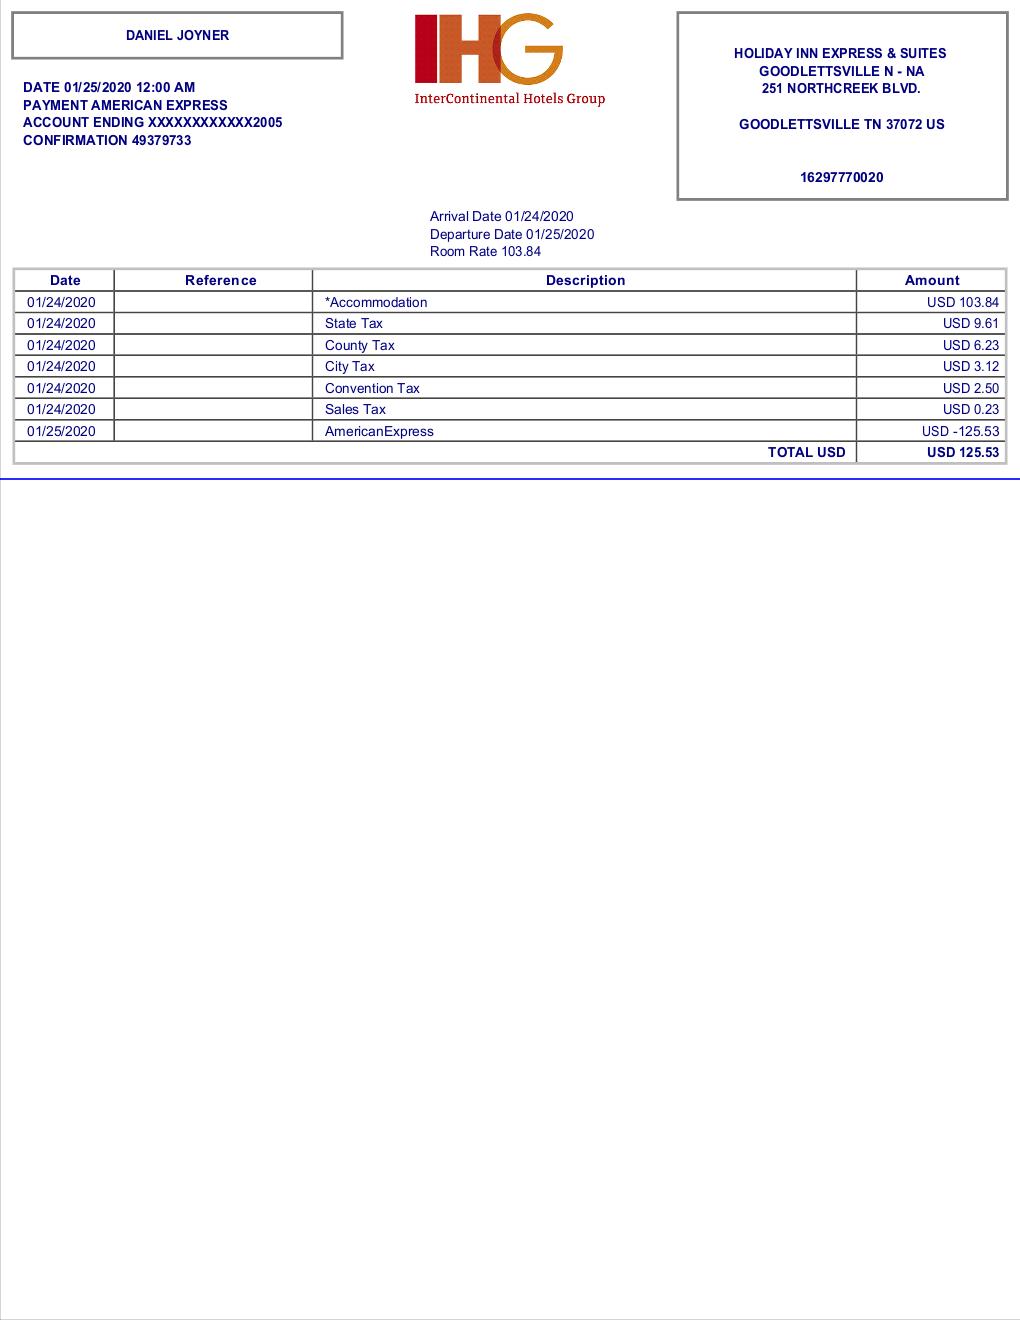 DANIEL JOYNER
DATE 01/25/2020 12:00 AM
PAYMENT AMERICAN EXPRESS
ACCOUNT ENDING XXXXXXXXXXXX2005
CONFIRMATION 49379733
IHG
InterContinental Hotels Group
HOLIDAY INN EXPRESS & SUITES
GOODLETTSVILLE N - NA
251 NORTHCREEK BLVD.
GOODLETTSVILLE TN 37072 US
16297770020
Arrival Date 01/24/2020
Departure Date 01/25/2020
Room Rate 103.84
Date Reference Description Amount
01/24/2020 *Accommodation USD 103.84
01/24/2020 State Tax USD 9.61
01/24/2020 County Tax USD 6.23
01/24/2020 City Tax USD 3.12
01/24/2020 Convention Tax USD 2.50
01/24/2020 Sales Tax USD 0.23
01/25/2020 AmericanExpress USD -125.53
TOTAL USD USD 125.53